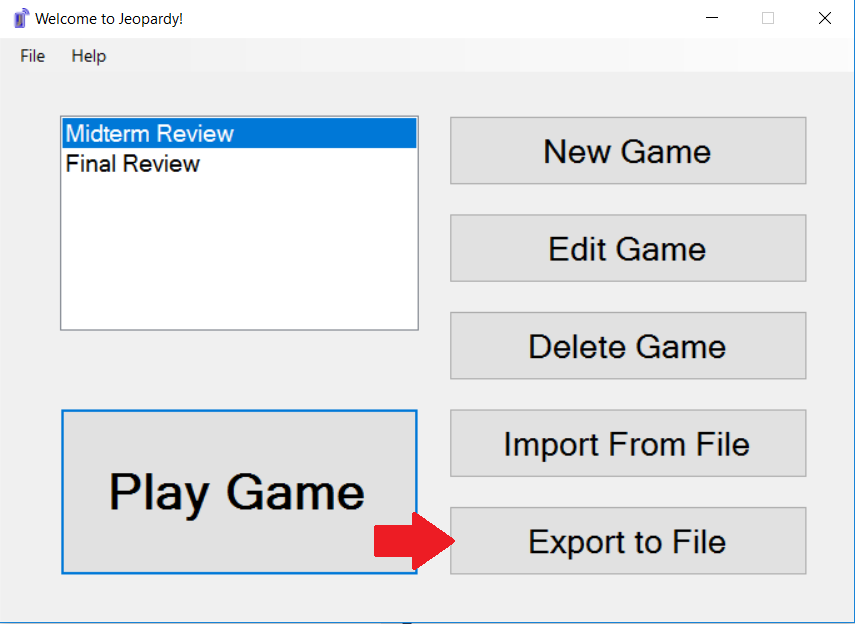 Welcome to Jeopardy!
File Help
Midterm Review
Final Review
New Game
Edit Game
Delete Game
Import From File
Play Game
Export to File